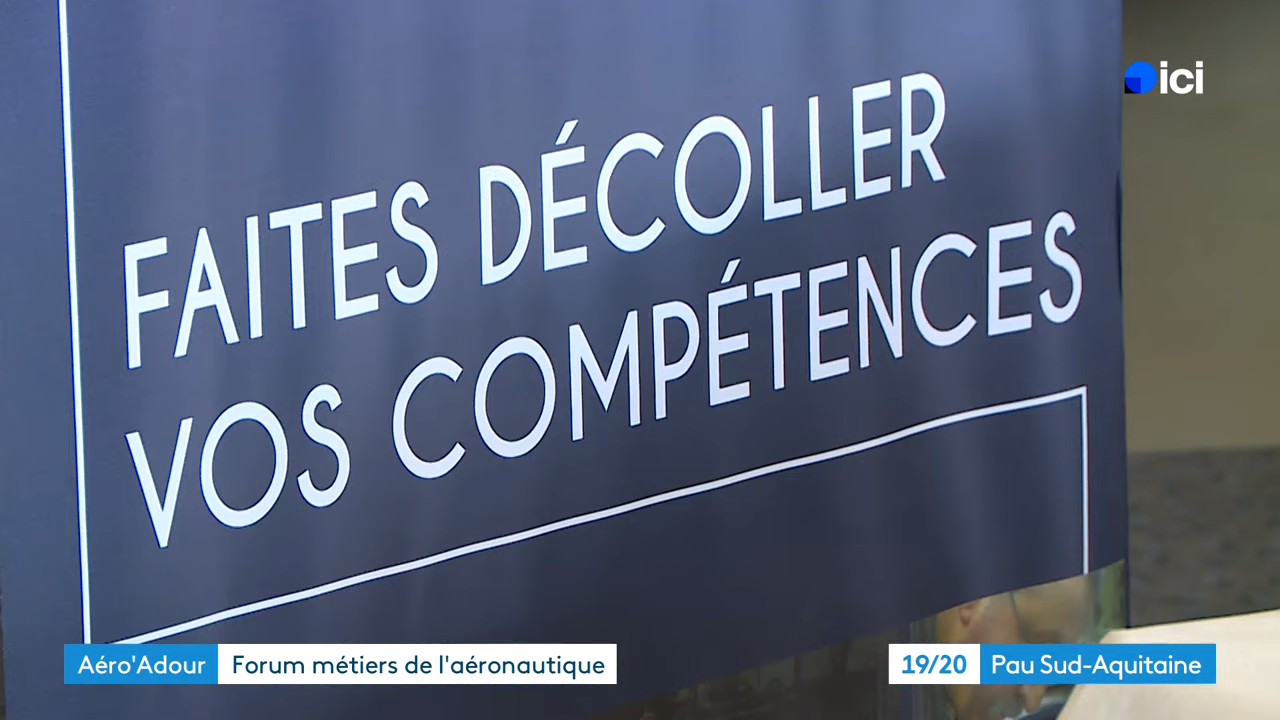 ici
FAITES DÉCOLLER
VOS COMPÉTENCES
Aéro'Adour
Forum métiers de l'aéronautique
19/20
Pau Sud-Aquitaine